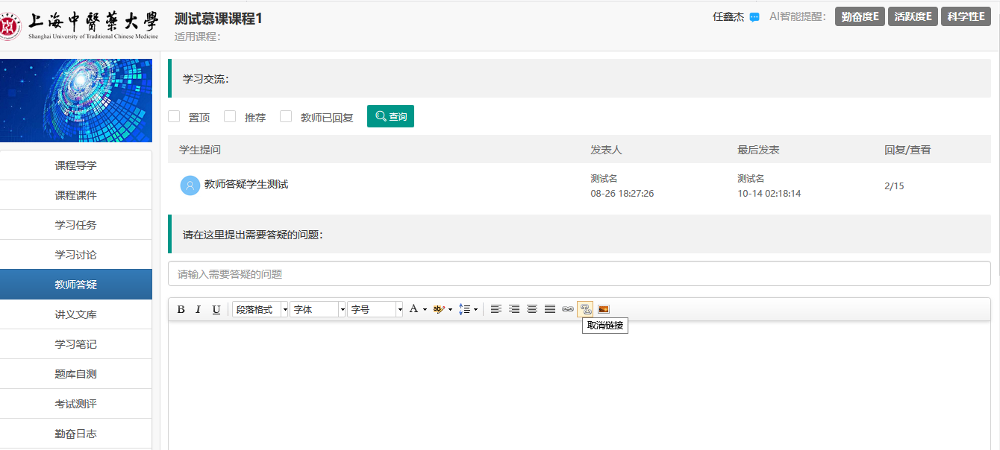 上海中醫藥大學
Shanghai University of Traditional Chinese Medicine
测试慕课课程1
适用课程：
任鑫杰 AI智能提醒： 勤奋度E 活跃度E 科学性E
课程导学
课程课件
学习任务
学习讨论
教师答疑
讲义文库
学习笔记
题库自测
考试测评
勤奋日志
学习交流：
置顶 推荐 教师已回复 查询
学生提问 发表人 最后发表 回复/查看
教师答疑学生测试 测试名 测试名 2/15
08-26 18:27:26 10-14 02:18:14
请在这里提出需要答疑的问题：
请输入需要答疑的问题
B I U 段落格式 字体 字号 A ab
取消链接